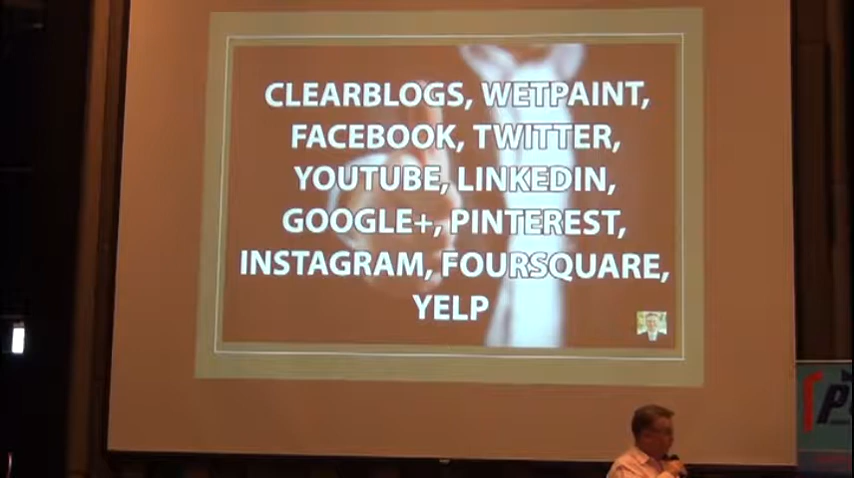 CLEARBLOGS, WETPAINT,
FACEBOOK, TWITTER,
YOUTUBE, LINKEDIN,
GOOGLE+, PINTEREST,
INSTAGRAM, FOURSQUARE,
YELP